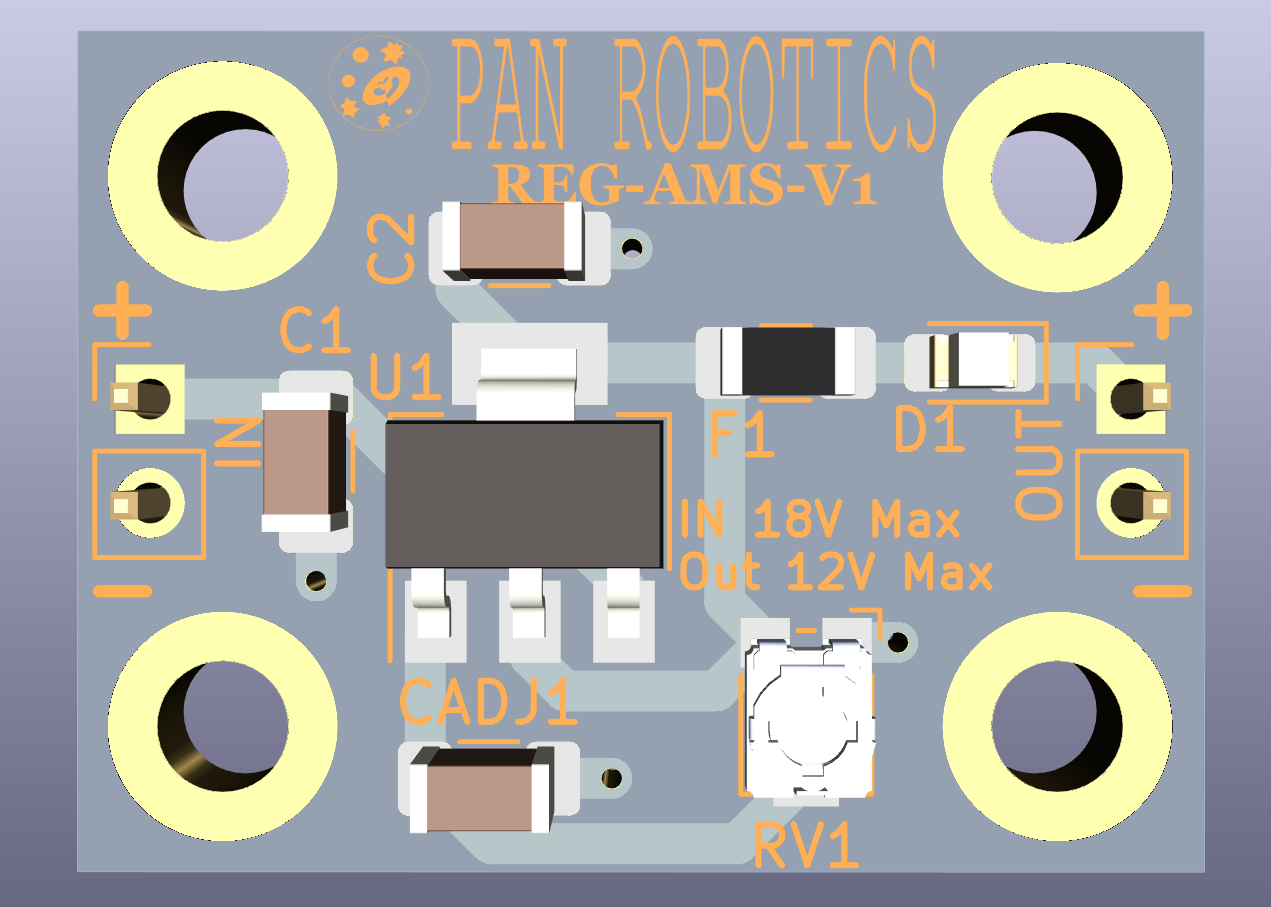 PAN ROBOTICS
REG-AMS-V1
C2
+
+
C1
U1
IN
F1
D1
OUT
IN 18V Max
Out 12V Max
-
-
CADJ1
RV1